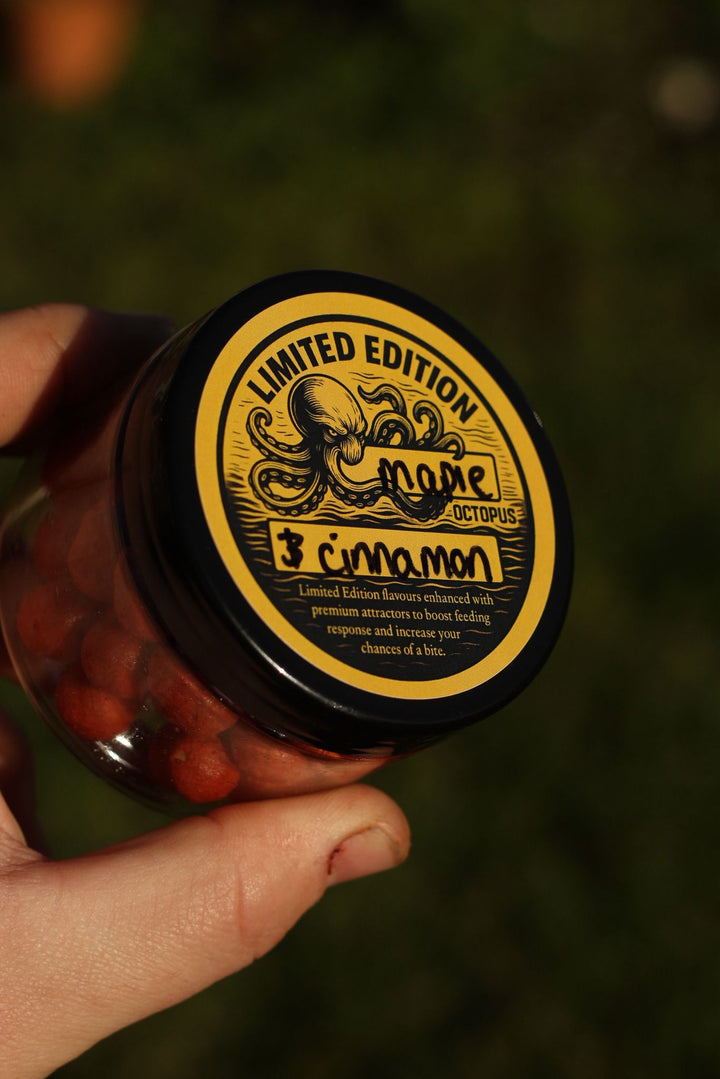 LIMITED EDITION
maple
OCTOPUS
& cinnamon
Limited Edition flavours enhanced with
premium attractors to boost feeding
response and increase your
chances of a bite.